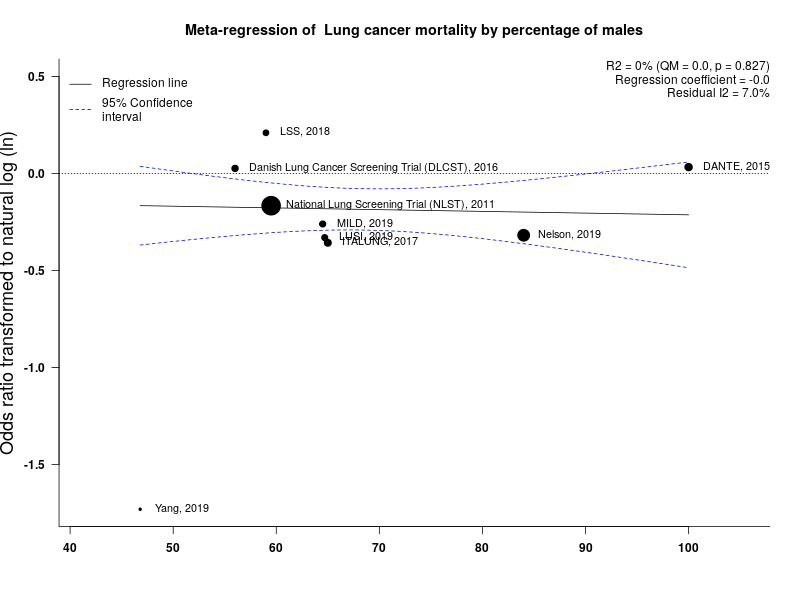 Meta-regression of  Lung cancer mortality by percentage of males
R2 = 0% (QM = 0.0, p = 0.827)
Regression coefficient = -0.0
Residual I2 = 7.0%
Regression line
95% Confidence
interval
Odds ratio transformed to natural log (ln)
0.5
0.0
-0.5
-1.0
-1.5
LSS, 2018
Danish Lung Cancer Screening Trial (DLCST), 2016
DANTE, 2015
National Lung Screening Trial (NLST), 2011
MILD, 2019
LUSI, 2019
ITALUNG, 2017
Nelson, 2019
Yang, 2019
40
50
60
70
80
90
100